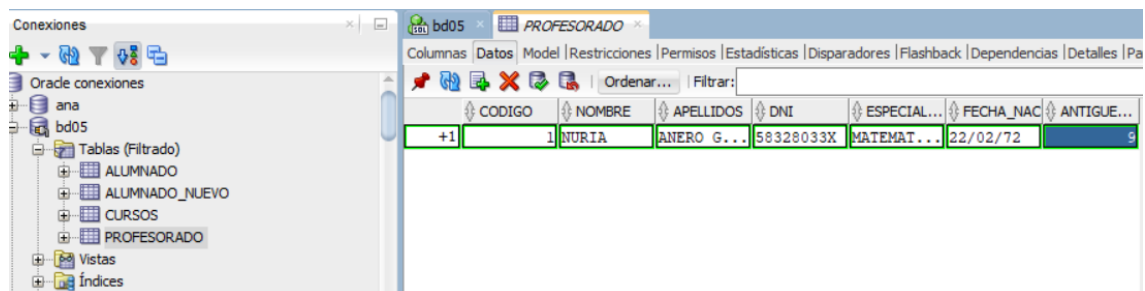 Conexiones
Oracle conexiones
ana
bd05
Tablas (Filtrado)
ALUMNADO
ALUMNADO_NUEVO
CURSOS
PROFESORADO
Vistas
Índices
bd05 PROFESORADO
Columnas Datos Model Restricciones Permisos Estadísticas Disparadores Flashback Dependencias Detalles
Ordenar... Filtrar:
CODIGO NOMBRE APELLIDOS DNI ESPECIAL... FECHA_NAC ANTIGUE...
+1 1 NURIA ANERO G... 58328033X MATEMAT... 22/02/72 9